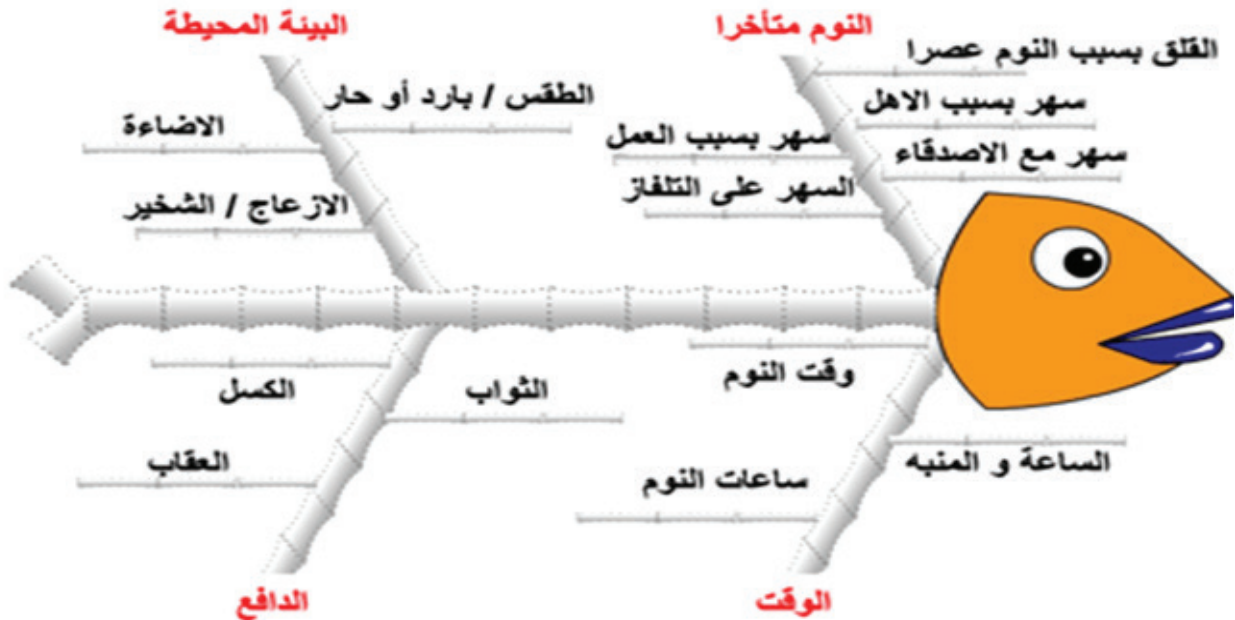 النوم متأخرا
القلق بسبب النوم عصرا
سهر بسبب الاهل
سهر مع الاصدقاء
سهر بسبب العمل
السهر على التلفاز
البيئة المحيطة
الطقس / بارد أو حار
الاضاءة
الازعاج / الشخير
وقت النوم
الساعة و المنبه
ساعات النوم
الوقت
الكسل
الثواب
العقاب
الدافع